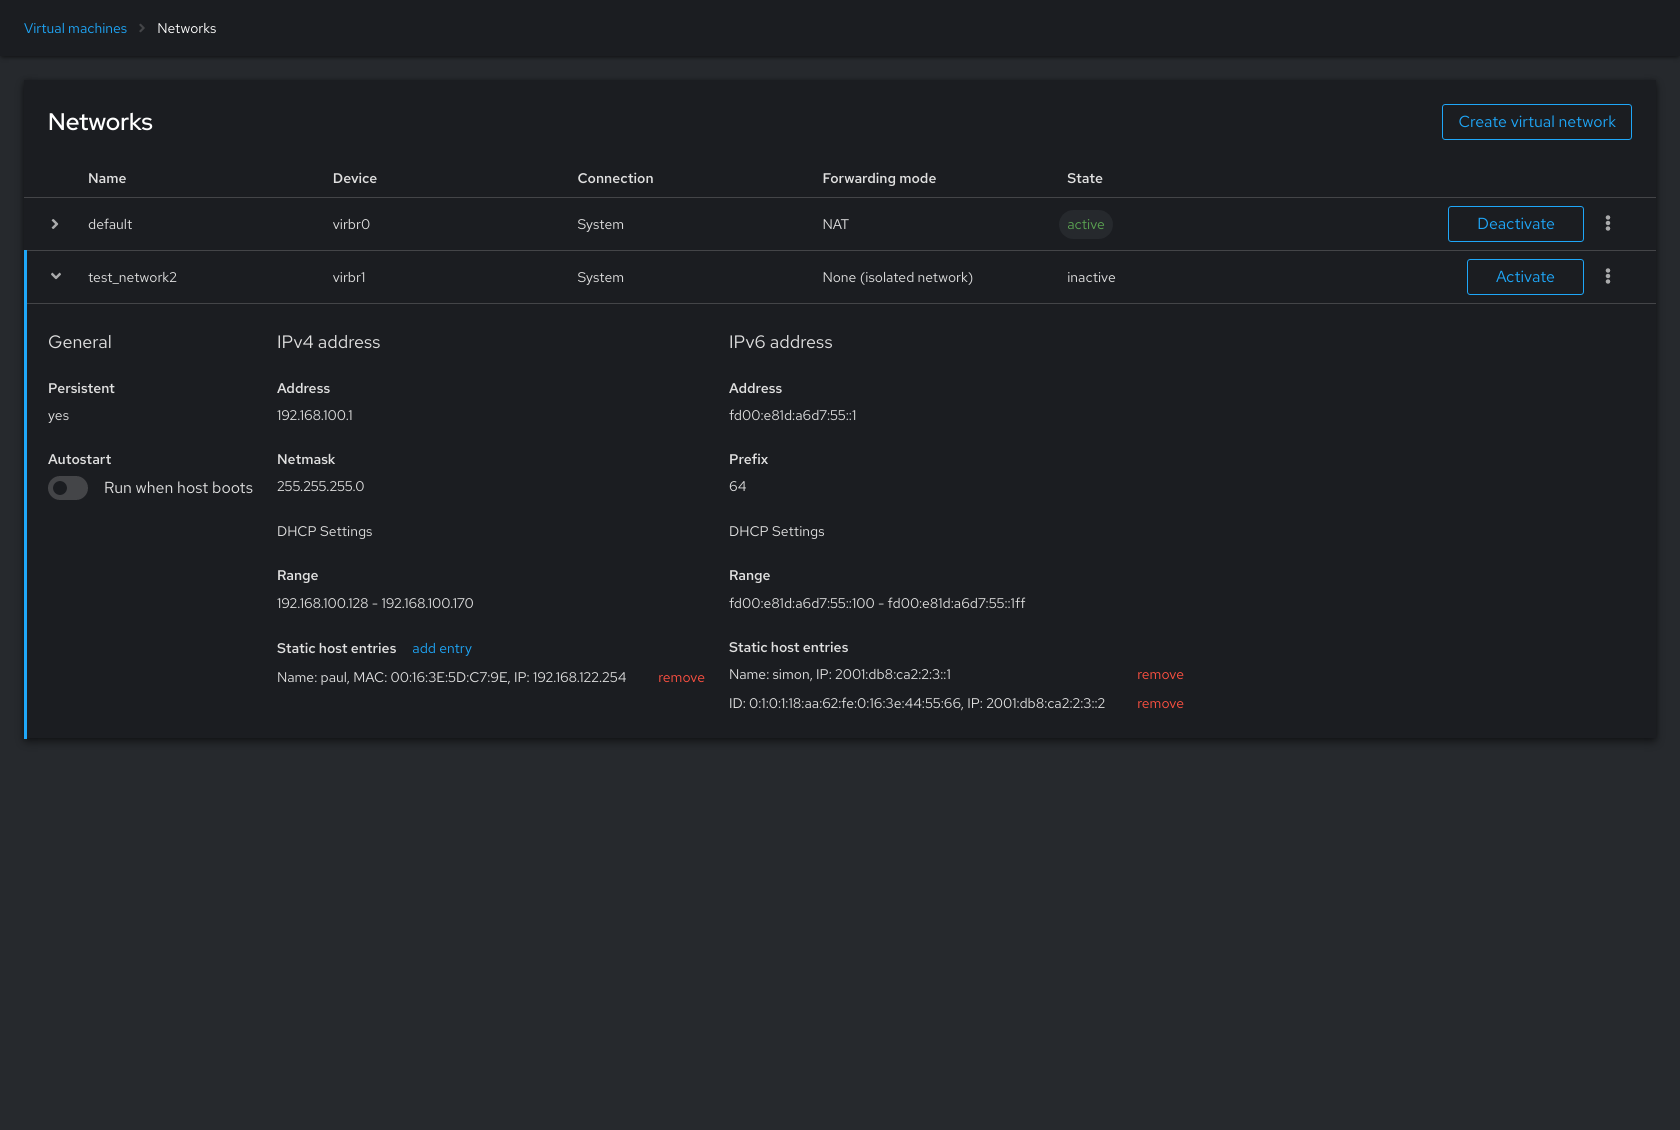 Virtual machines > Networks
Networks
Create virtual network
Name Device Connection Forwarding mode State
default virbr0 System NAT active Deactivate
test_network2 virbr1 System None (isolated network) inactive Activate
General
Persistent
yes
Autostart
Run when host boots
IPv4 address
Address
192.168.100.1
Netmask
255.255.255.0
DHCP Settings
Range
192.168.100.128 - 192.168.100.170
Static host entries add entry
Name: paul, MAC: 00:16:3E:5D:C7:9E, IP: 192.168.122.254 remove
IPv6 address
Address
fd00:e81d:a6d7:55::1
Prefix
64
DHCP Settings
Range
fd00:e81d:a6d7:55::100 - fd00:e81d:a6d7:55::1ff
Static host entries
Name: simon, IP: 2001:db8:ca2:2:3::1 remove
ID: 0:1:0:1:18:aa:62:fe:0:16:3e:44:55:66, IP: 2001:db8:ca2:2:3::2 remove